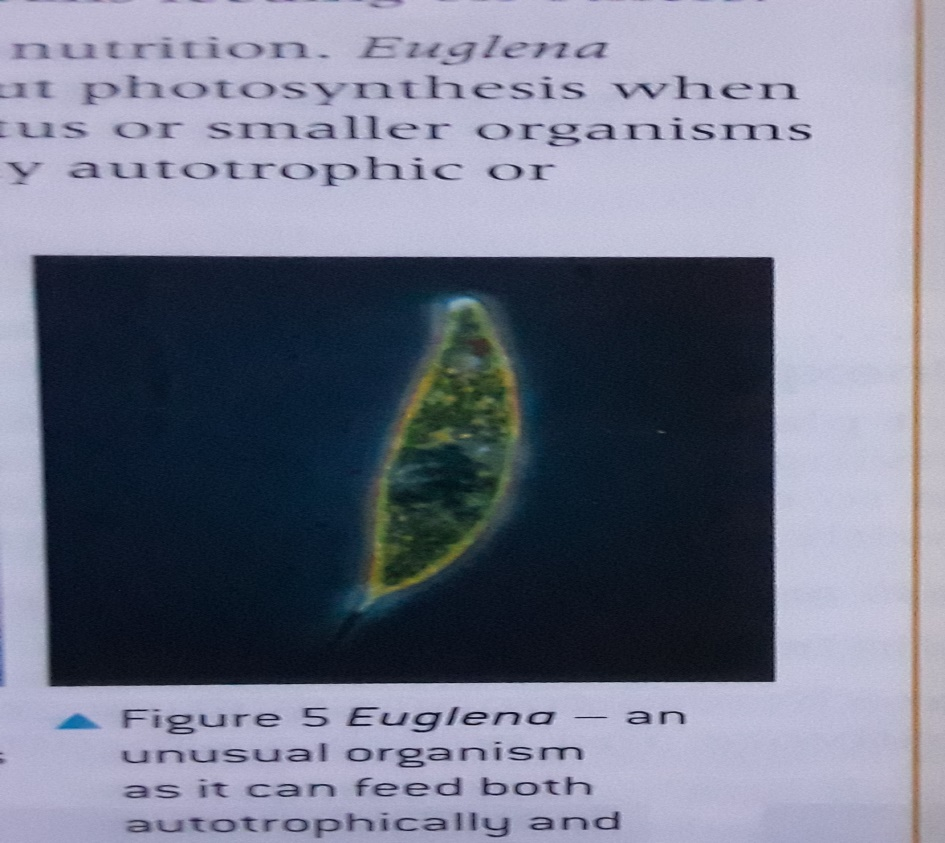 nutrition. Euglena
photosynthesis when
or smaller organisms
autotrophic or
Figure 5 Euglena – an
unusual organism
as it can feed both
autotrophically and